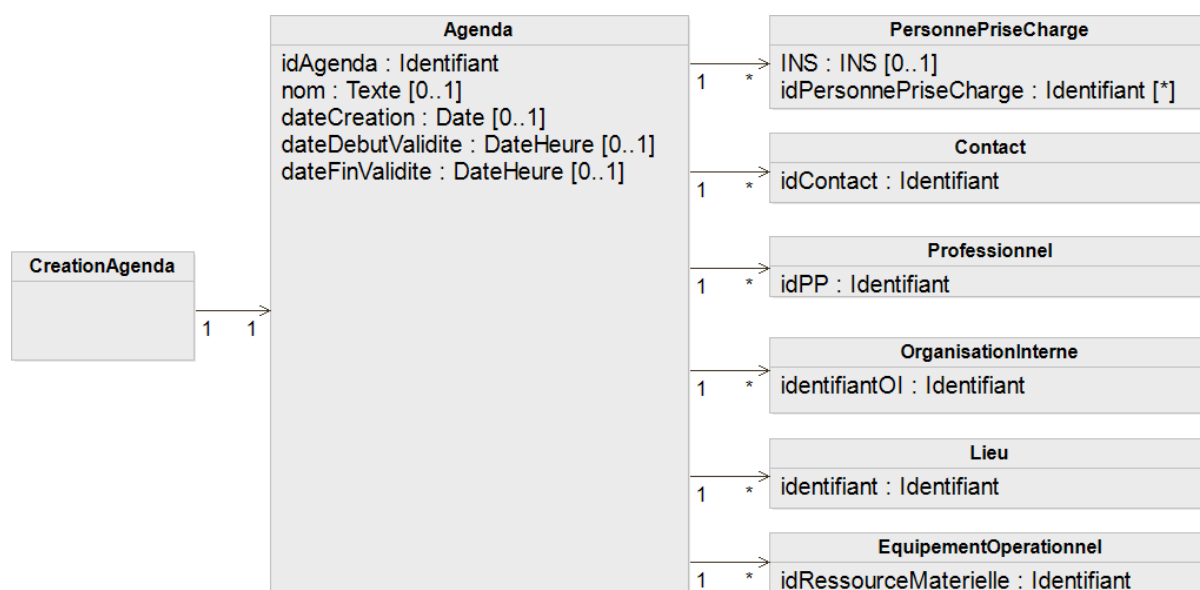 Agenda
idAgenda : Identifiant
nom : Texte [0..1]
dateCreation : Date [0..1]
dateDebutValidite : DateHeure [0..1]
dateFinValidite : DateHeure [0..1]
CreationAgenda
1 1
PersonnePriseCharge
INS : INS [0..1]
idPersonnePriseCharge : Identifiant [*]
1 *
Contact
idContact : Identifiant
1 *
Professionnel
idPP : Identifiant
1 *
OrganisationInterne
identifiantOI : Identifiant
1 *
Lieu
identifiant : Identifiant
1 *
EquipementOperationnel
idRessourceMaterielle : Identifiant
1 *